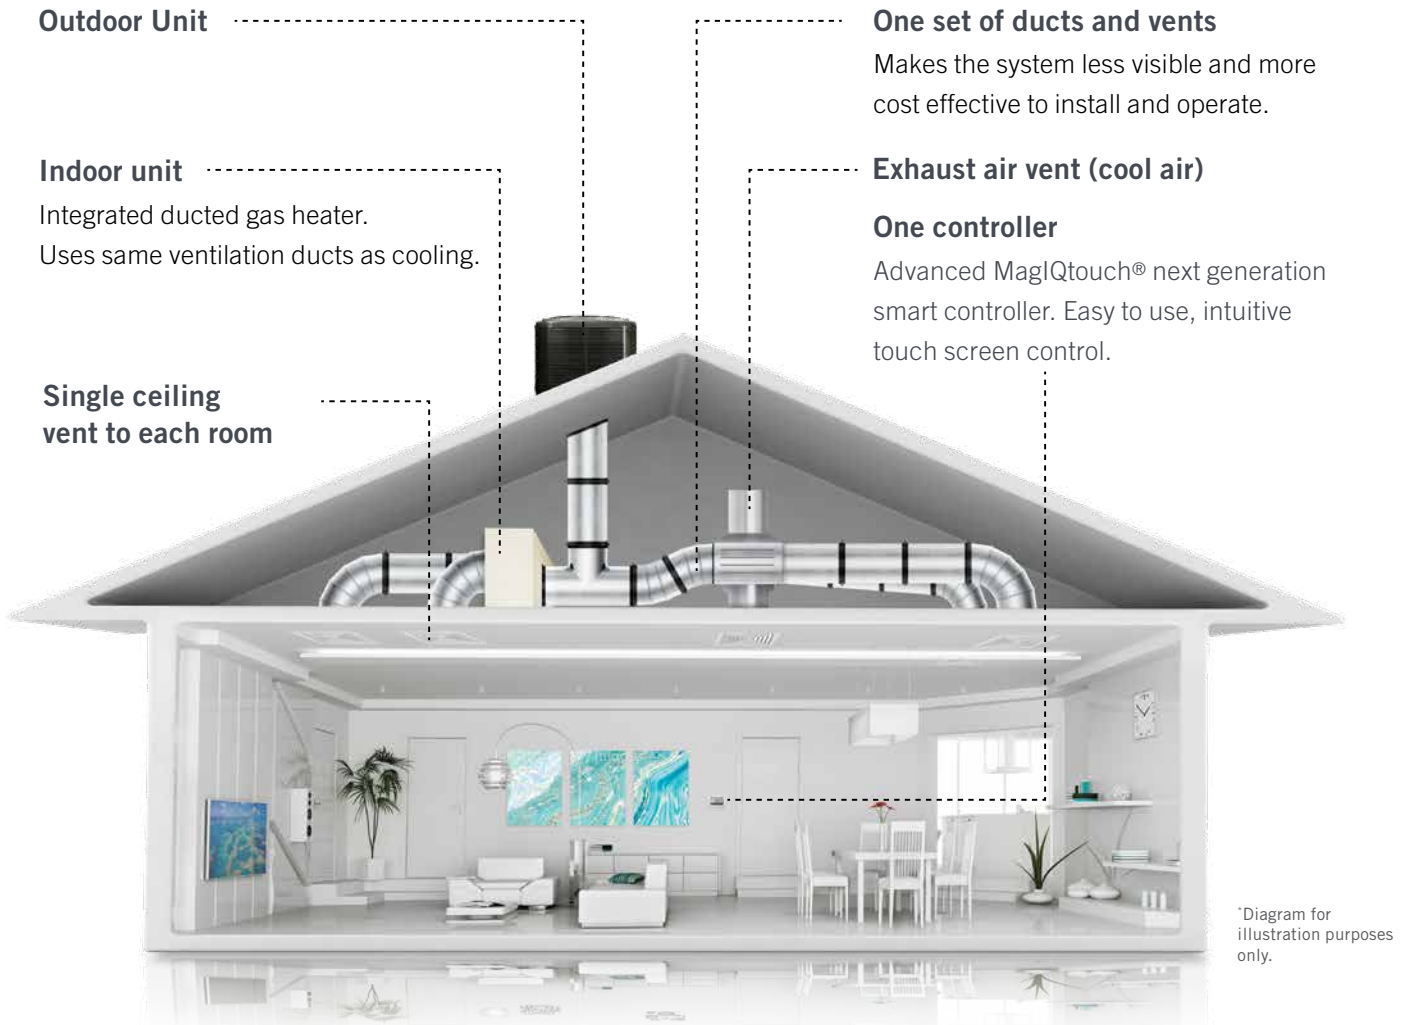 Outdoor Unit
Indoor unit
Integrated ducted gas heater.
Uses same ventilation ducts as cooling.
Single ceiling
vent to each room
One set of ducts and vents
Makes the system less visible and more
cost effective to install and operate.
Exhaust air vent (cool air)
One controller
Advanced MagIQtouch® next generation
smart controller. Easy to use, intuitive
touch screen control.
*Diagram for
illustration purposes
only.